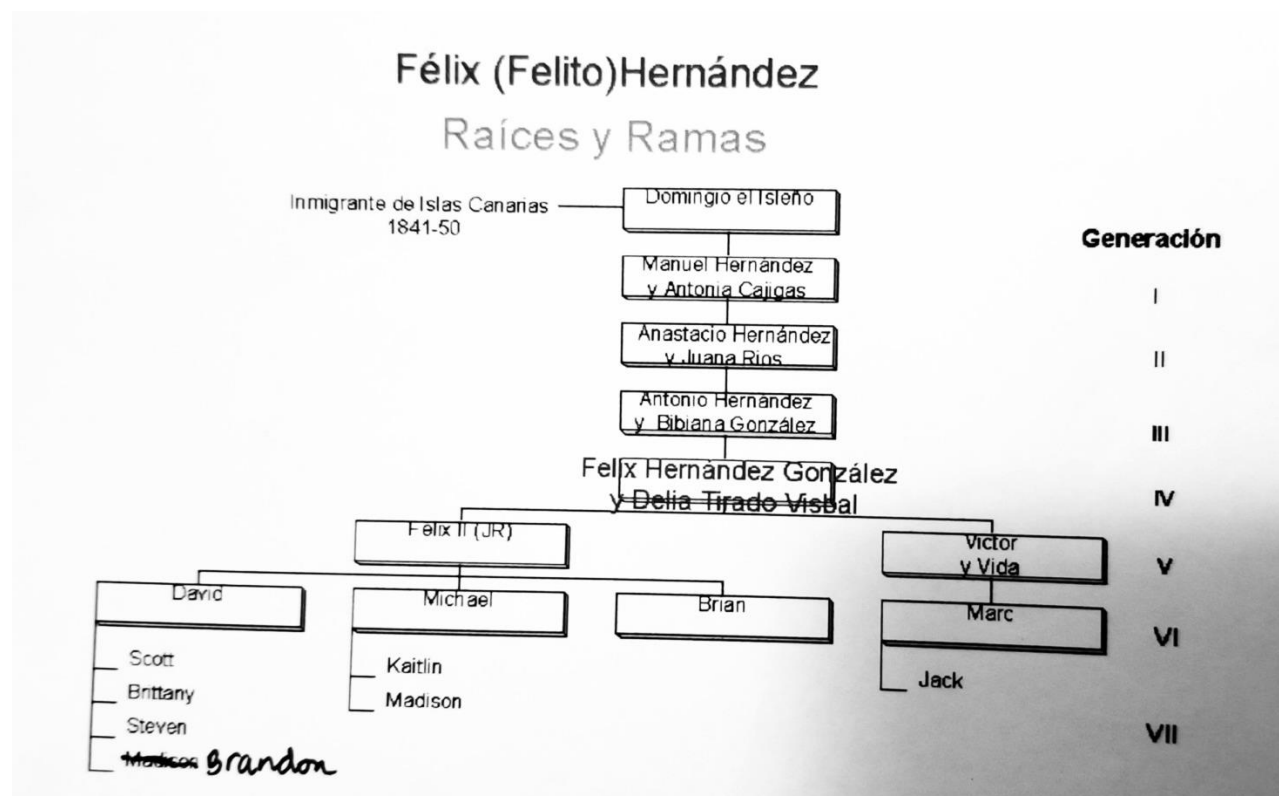 Félix (Felito)Hernández
Raíces y Ramas
Inmigrante de Islas Canarias
1841-50
Domingio el Isleño
Generación
Manuel Hernández
y Antonia Cajigas
I
Anastacio Hernández
y Juana Rios
II
Antonio Hernández
y Bibiana González
III
Felix Hernández González
y Delia Tirado Visbal
IV
Felix II (JR)
Victor
y Vida
V
David
Michael
Brian
Marc
VI
Scott
Brittany
Steven
Madison Brandon
Kaitlin
Madison
Jack
VII